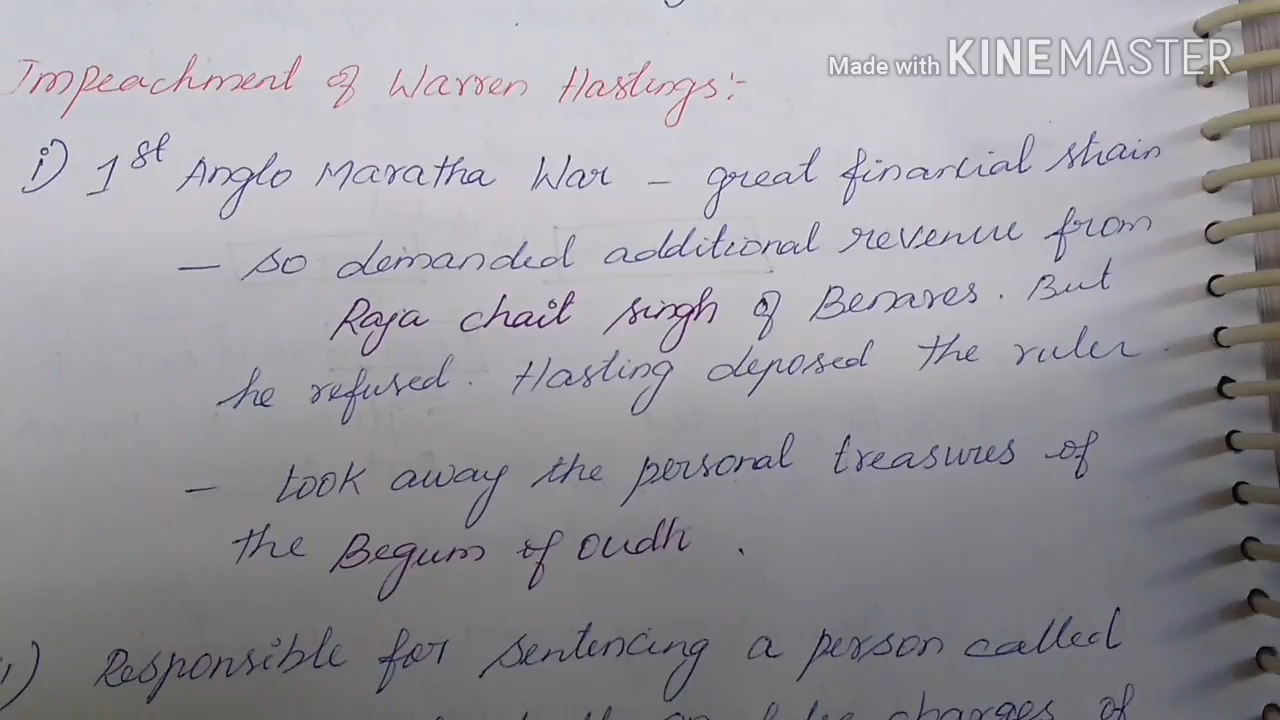 Made with KINEMASTER
Impeachment of Warren Hastings:-
i) 1st Anglo Maratha War - great financial strain
- so demanded additional revenue from
Raja chait singh of Benares. But
he refused. Hasting deposed the ruler.
- took away the personal treasures of
the Begum of oudh.
Responsible for sentencing a person called
charges of